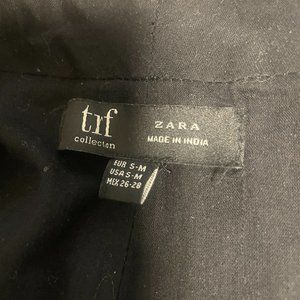 trf
collection
ZARA
MADE IN INDIA
EUR S-M
USA S-M
MEX 26-28